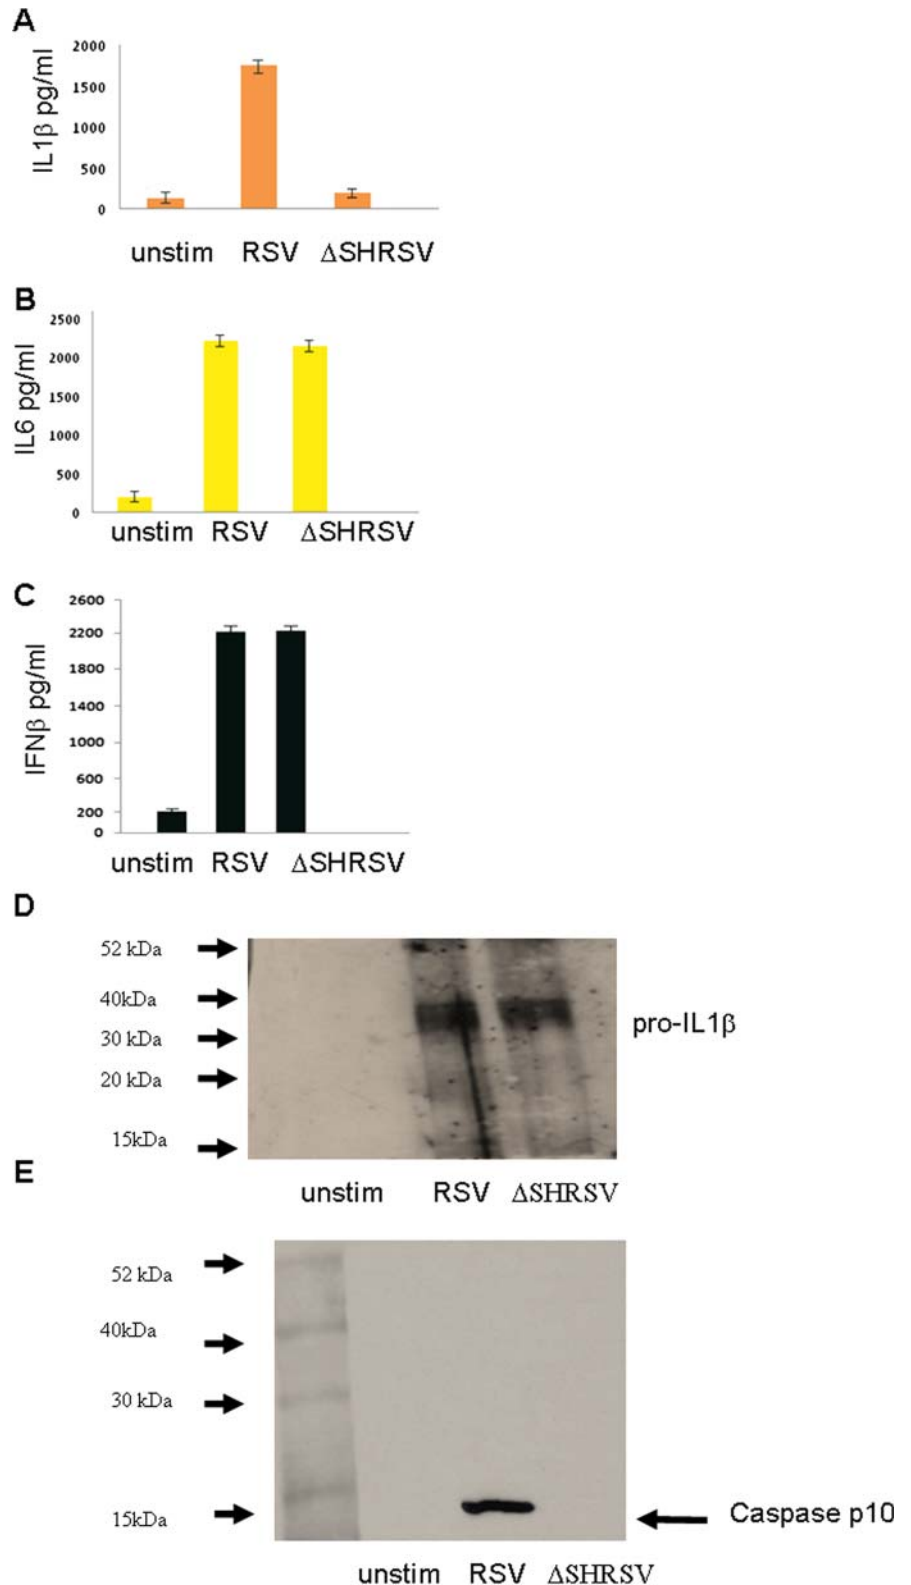 A
IL1β pg/ml
2000
1500
1000
500
0
unstim RSV ΔSHRSV
B
IL6 pg/ml
2500
2000
1500
1000
500
0
unstim RSV ΔSHRSV
C
IFNβ pg/ml
2600
2200
1800
1400
1000
600
200
0
unstim RSV ΔSHRSV
D
52 kDa
40kDa
30 kDa
20 kDa
15kDa
pro-IL1β
unstim RSV ΔSHRSV
E
52 kDa
40kDa
30 kDa
15kDa
Caspase p10
unstim RSV ΔSHRSV